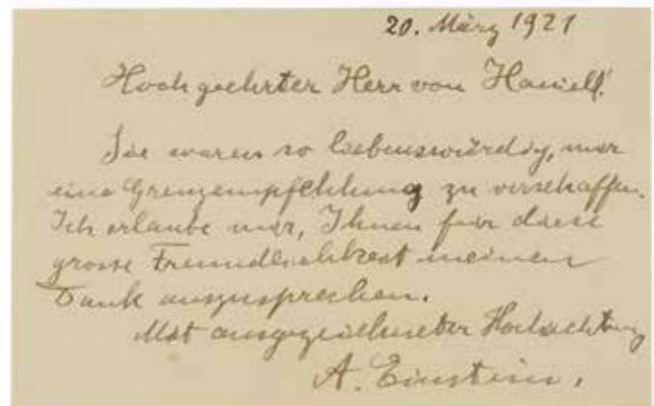 20. März 1921
Hochgeehrter Herr von Haniel!
Sie waren so liebenswürdig, mir
eine Grenzempfehlung zu verschaffen.
Ich erlaube mir, Ihnen für diese
grosse Freundlichkeit meinen
Dank auszusprechen.
Mit ausgezeichneter Hochachtung
A. Einstein.